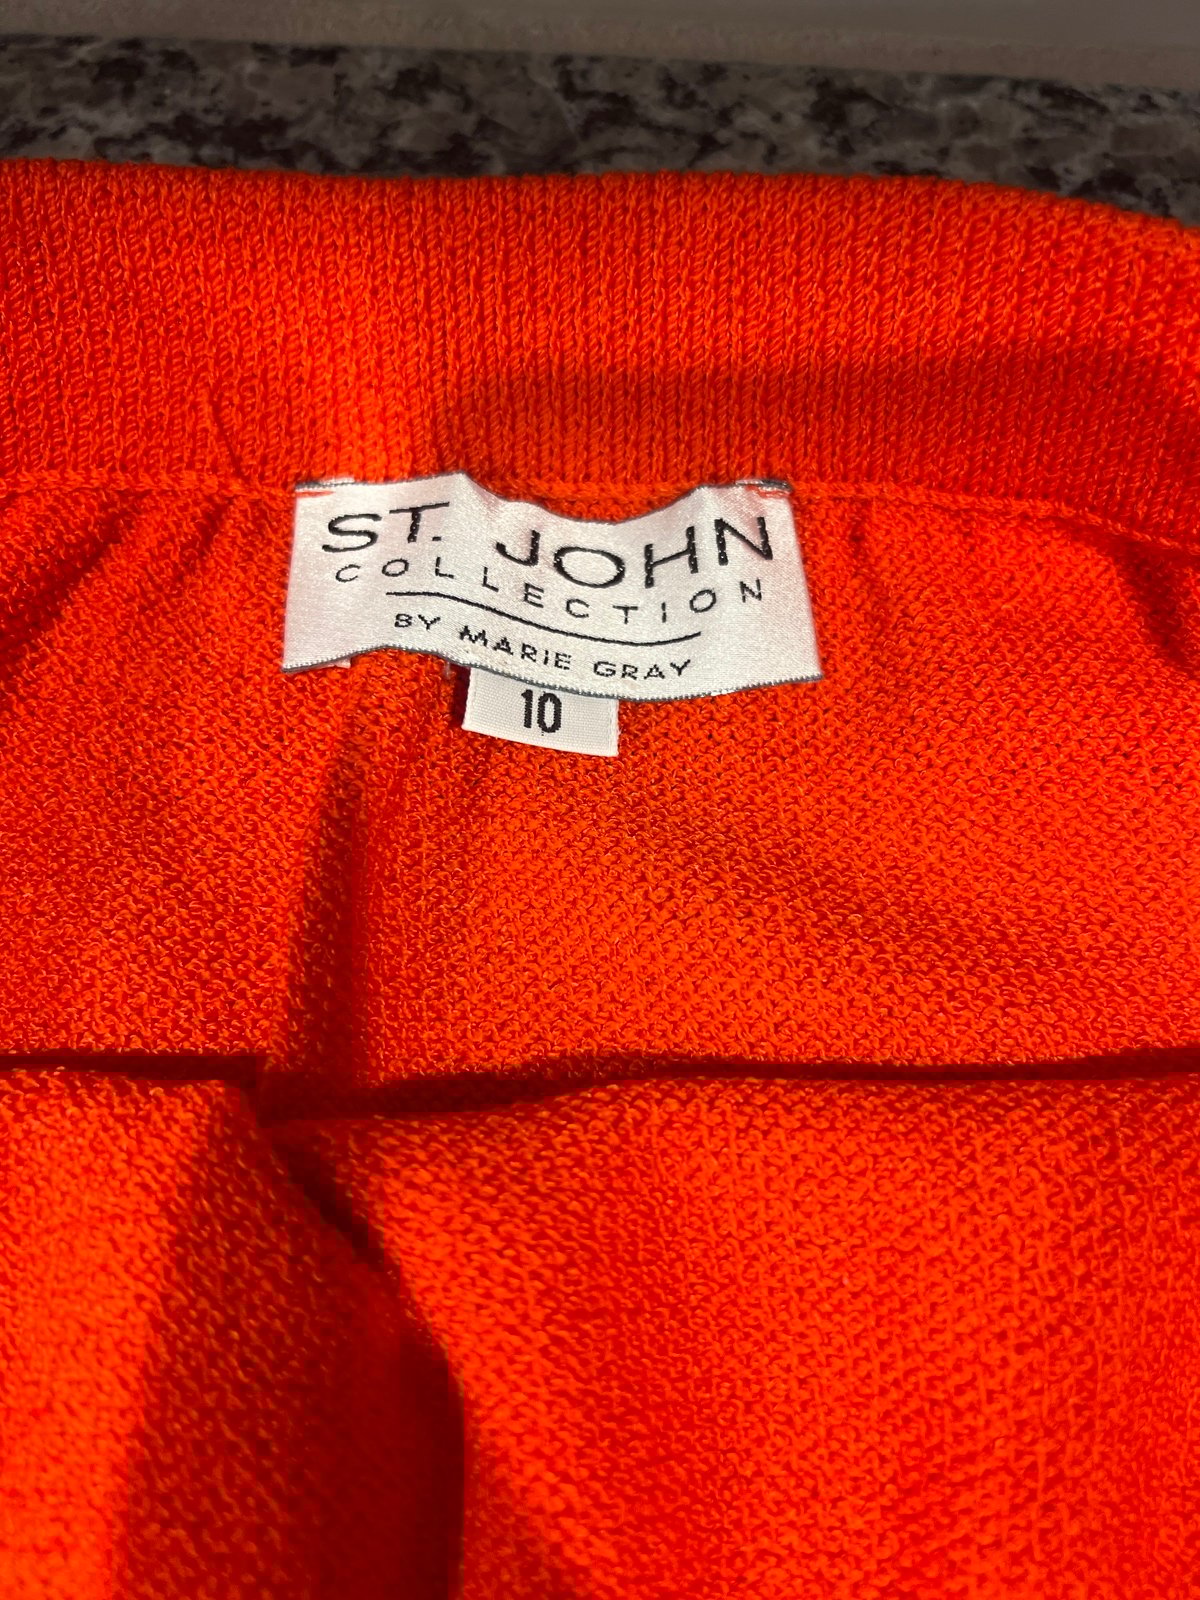 ST. JOHN
COLLECTION
BY MARIE GRAY
10